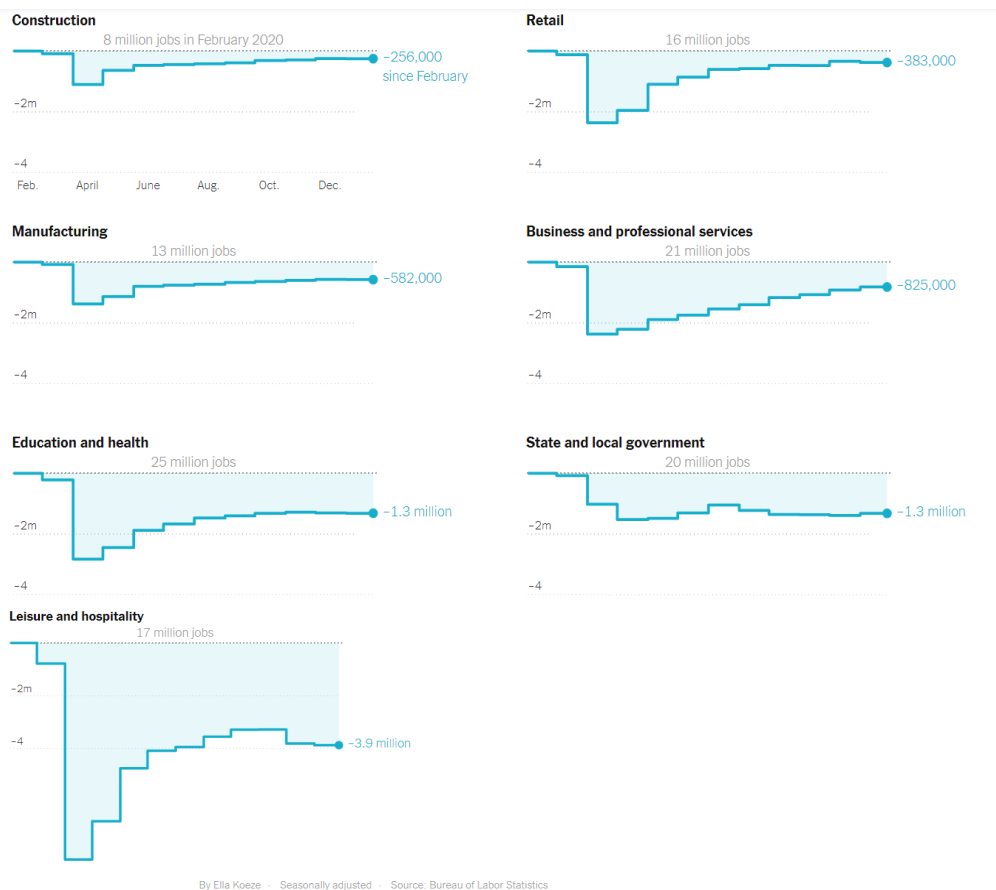 Construction
8 million jobs in February 2020
–256,000
since February
–2m
–4
Feb. April June Aug. Oct. Dec.
Retail
16 million jobs
–383,000
–2m
–4
Manufacturing
13 million jobs
–582,000
–2m
–4
Business and professional services
21 million jobs
–825,000
–2m
–4
Education and health
25 million jobs
–1.3 million
–2m
–4
State and local government
20 million jobs
–1.3 million
–2m
–4
Leisure and hospitality
17 million jobs
–2m
–4
–3.9 million
By Ella Koeze · Seasonally adjusted · Source: Bureau of Labor Statistics